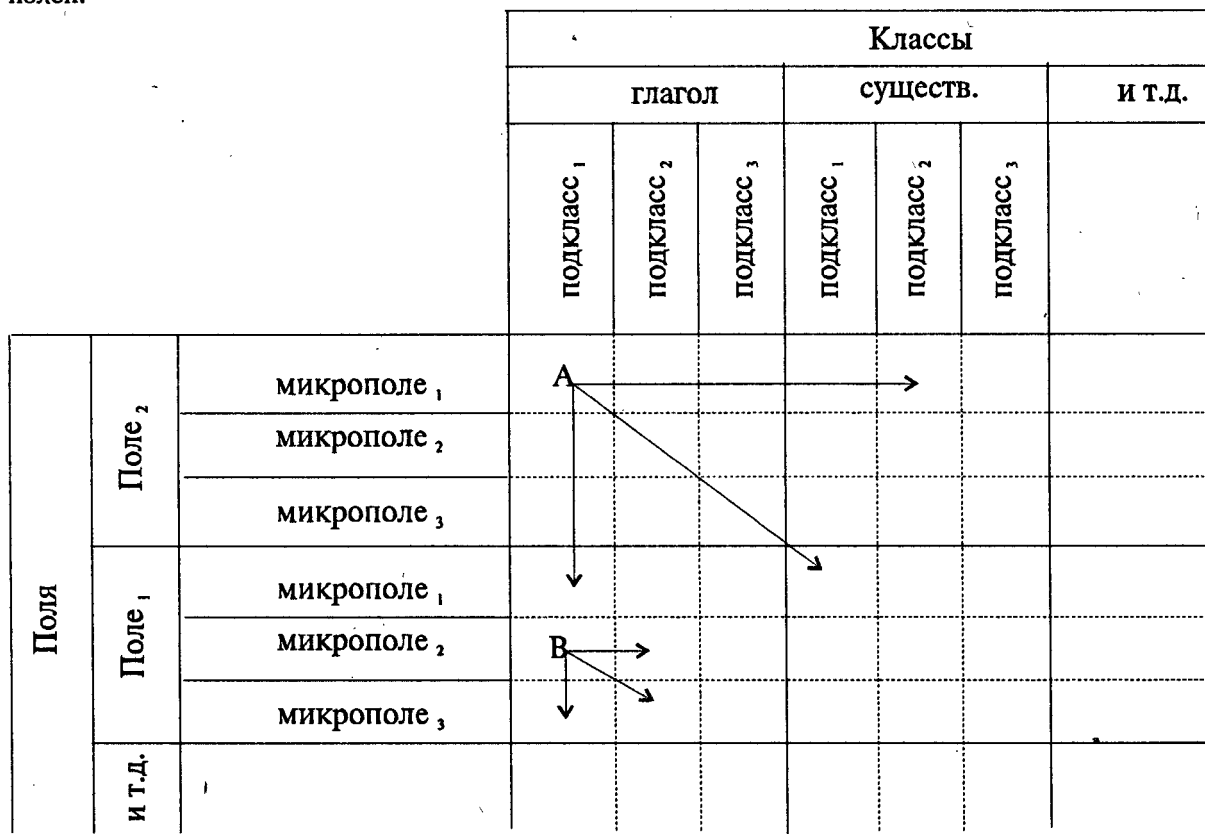 Классы
глагол существ. и т.д.
подкласс 1 подкласс 2 подкласс 3 подкласс 1 подкласс 2 подкласс 3
Поля
Поле 2
микрополе 1 А
микрополе 2
микрополе 3
Поле 1
микрополе 1
микрополе 2 В
микрополе 3
и т.д.